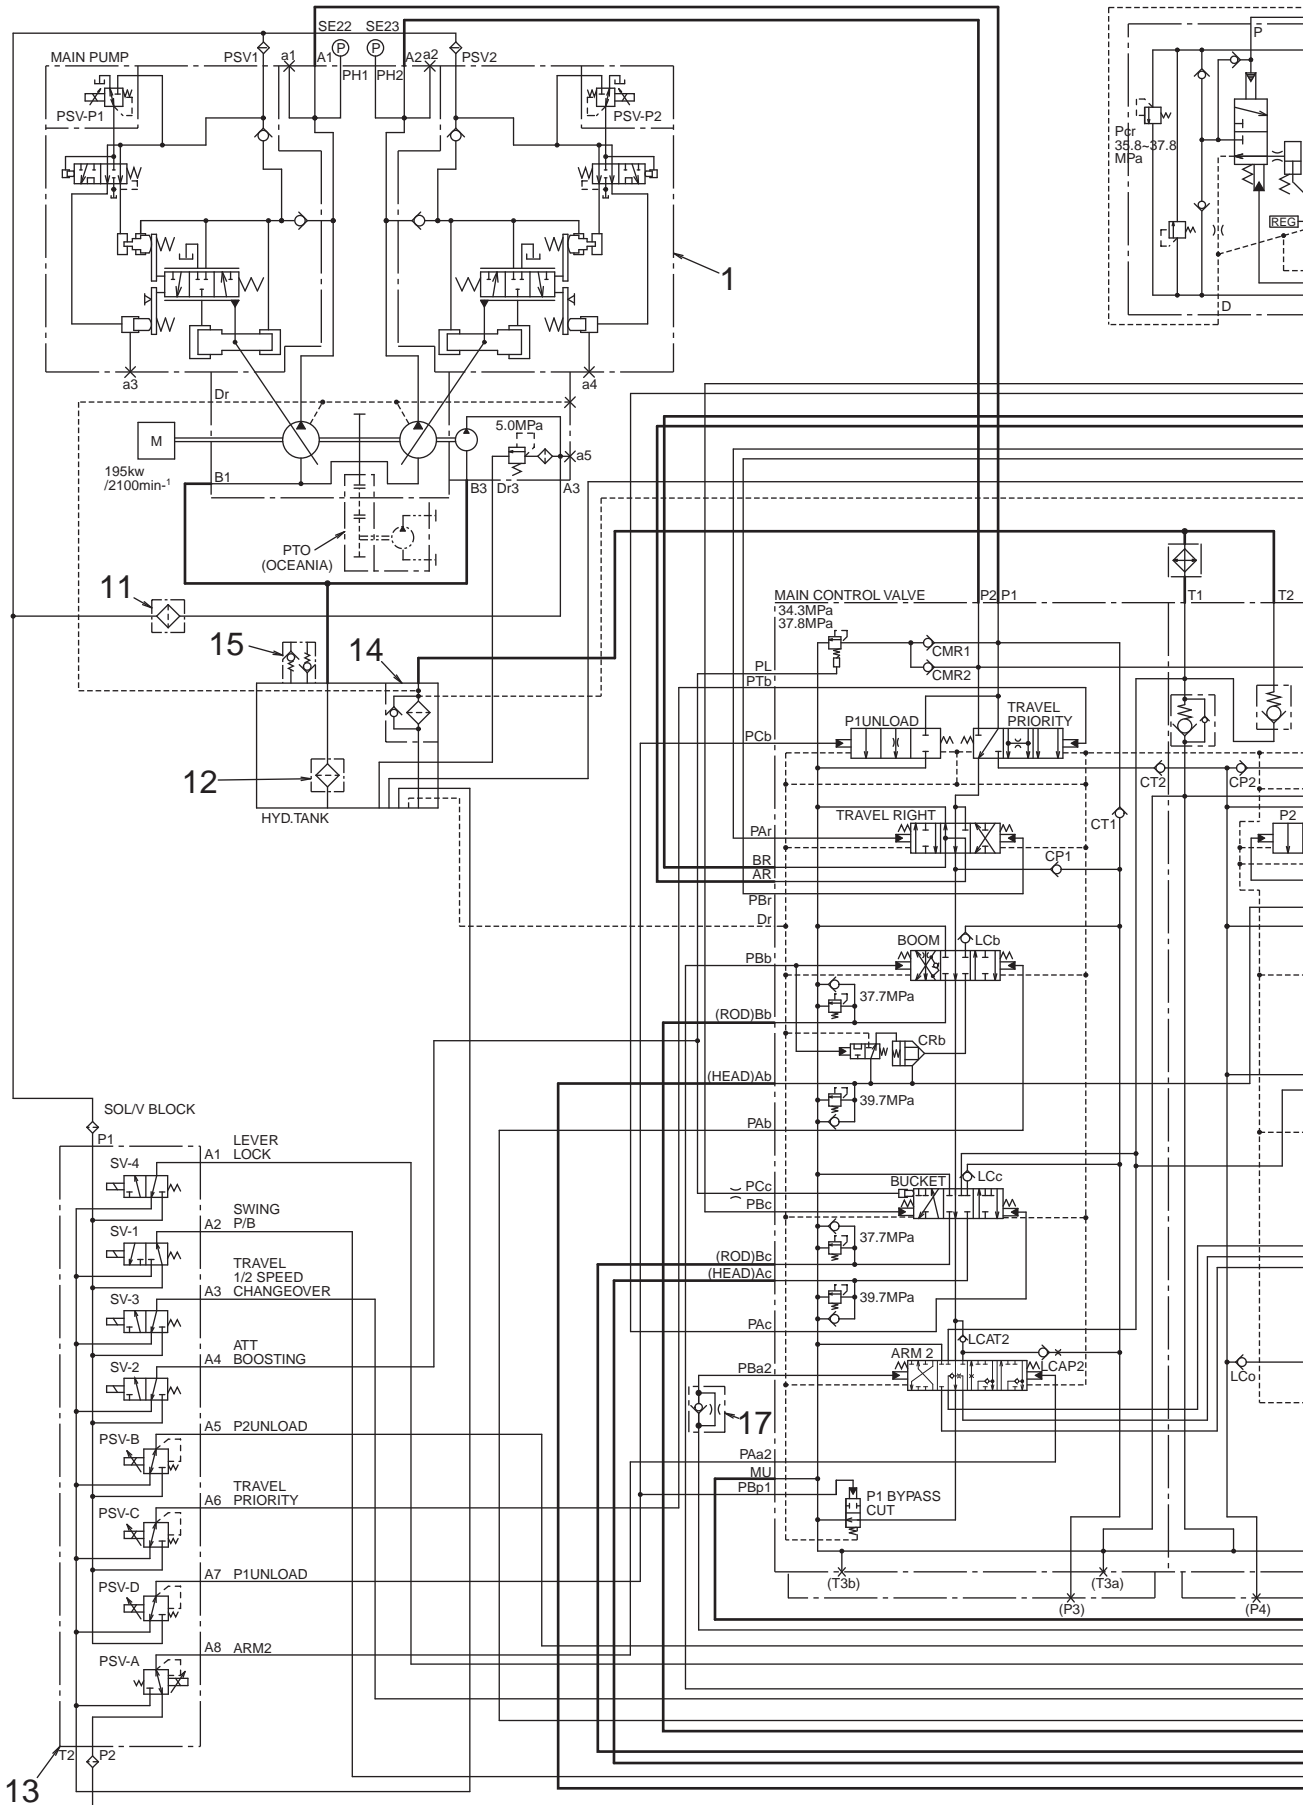 SE22 SE23
MAIN PUMP
PSV1
a1
A1
PH1
PH2
A2
a2
PSV2
PSV-P1
PSV-P2
P
P
P
Pcr
35.8~37.8
MPa
REG
D
1
a3
a4
Dr
M
5.0MPa
a5
195kw
/2100min-1
B1
B3
Dr3
A3
PTO
(OCEANIA)
11
15
14
12
HYD.TANK
MAIN CONTROL VALVE
P2
P1
T1
T2
34.3MPa
37.8MPa
CMR1
CMR2
PL
PTb
P1UNLOAD
TRAVEL
PRIORITY
PCb
CT2
CP2
TRAVEL RIGHT
CT1
P2
PAr
BR
AR
CP1
PBr
Dr
BOOM
LCb
PBb
37.7MPa
(ROD)Bb
CRb
(HEAD)Ab
39.7MPa
PAb
SOL/V BLOCK
P1
SV-4
A1
LEVER
LOCK
SV-1
A2
SWING
P/B
SV-3
A3
TRAVEL
1/2 SPEED
CHANGEOVER
SV-2
A4
ATT
BOOSTING
PSV-B
A5
P2UNLOAD
PSV-C
A6
TRAVEL
PRIORITY
PSV-D
A7
P1UNLOAD
PSV-A
A8
ARM2
T2
P2
13
PCc
BUCKET
LCc
PBc
37.7MPa
(ROD)Bc
(HEAD)Ac
39.7MPa
PAc
LCAT2
ARM 2
LCAP2
PBa2
LCo
17
PAa2
MU
PBp1
P1 BYPASS
CUT
(T3b)
(T3a)
(P3)
(P4)